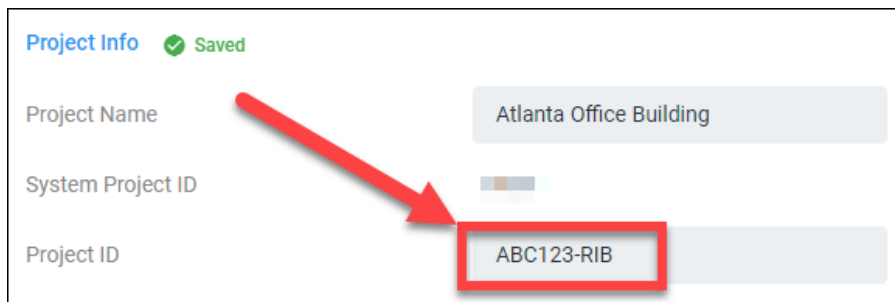 Project Info Saved
Project Name Atlanta Office Building
System Project ID
Project ID ABC123-RIB